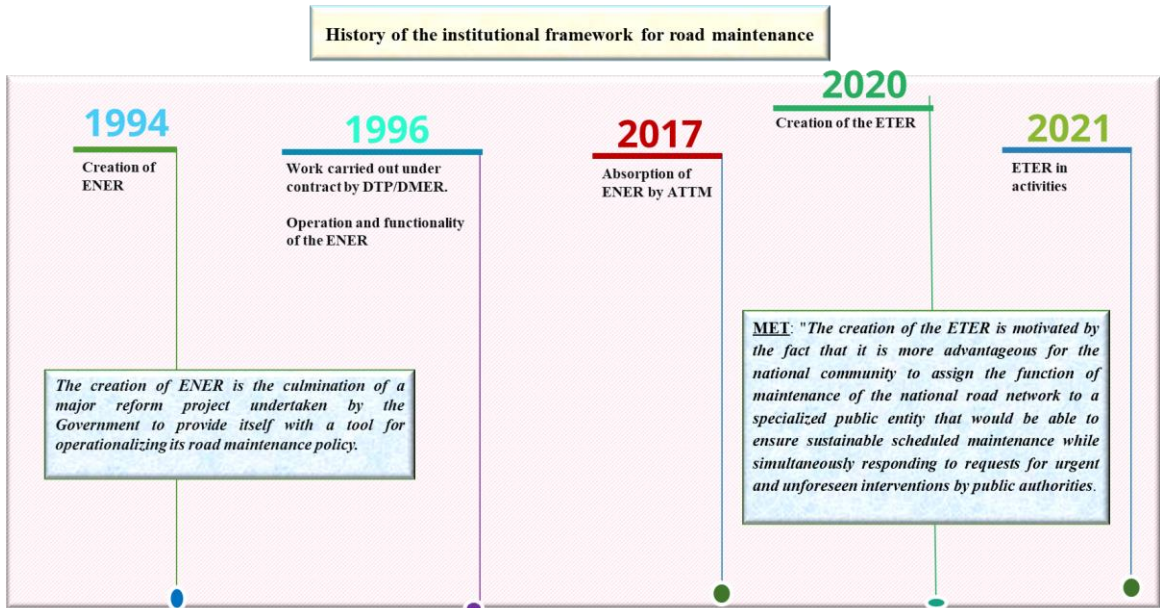 History of the institutional framework for road maintenance
1994
Creation of
ENER
1996
Work carried out under
contract by DTP/DMER.
Operation and functionality
of the ENER
2017
Absorption of
ENER by ATTM
2020
Creation of the ETER
2021
ETER in
activities
The creation of ENER is the culmination of a
major reform project undertaken by the
Government to provide itself with a tool for
operationalizing its road maintenance policy.
MET: "The creation of the ETER is motivated by
the fact that it is more advantageous for the
national community to assign the function of
maintenance of the national road network to a
specialized public entity that would be able to
ensure sustainable scheduled maintenance while
simultaneously responding to requests for urgent
and unforeseen interventions by public authorities.